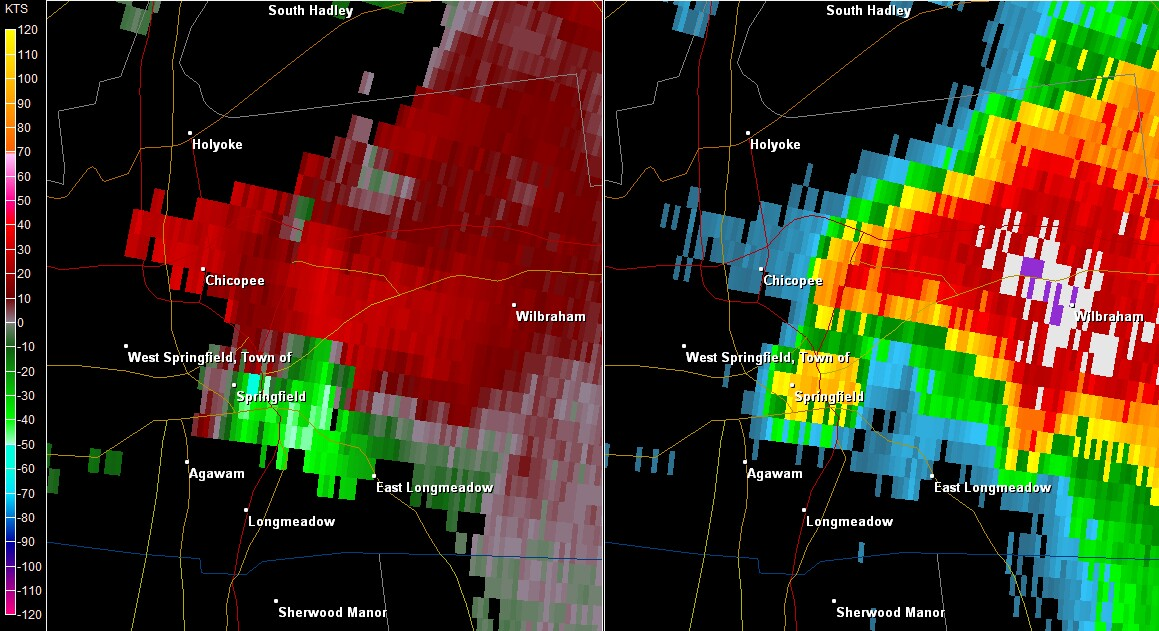 KTS
120
110
100
90
80
70
60
50
40
30
20
10
0
-10
-20
-30
-40
-50
-60
-70
-80
-90
-100
-110
-120
South Hadley
Holyoke
Chicopee
Wilbraham
West Springfield, Town of
Springfield
Agawam
East Longmeadow
Longmeadow
Sherwood Manor
South Hadley
Holyoke
Chicopee
Wilbraham
West Springfield, Town of
Springfield
Agawam
East Longmeadow
Longmeadow
Sherwood Manor